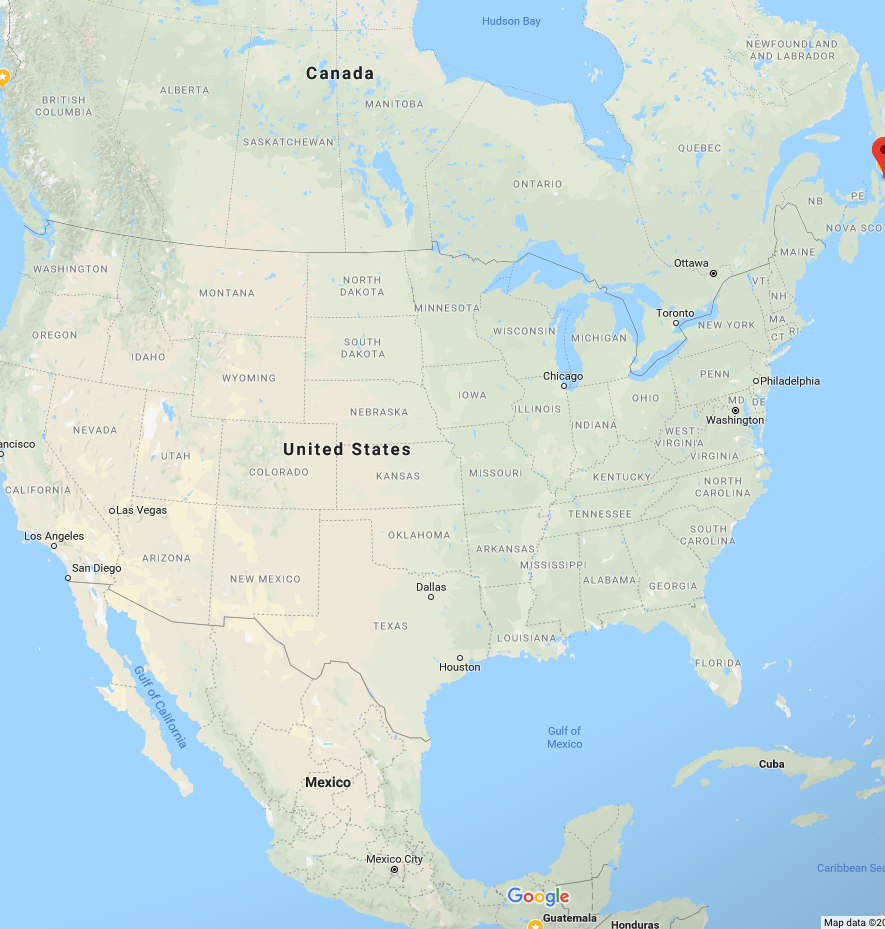 Hudson Bay
NEWFOUNDLAND
AND LABRADOR
Canada
ALBERTA
BRITISH
COLUMBIA
MANITOBA
SASKATCHEWAN
QUEBEC
ONTARIO
NB
PE
NOVA SCOT
MAINE
Ottawa
WASHINGTON
MONTANA
NORTH
DAKOTA
VT
NH
MINNESOTA
Toronto
MA
NEW YORK
CT RI
OREGON
WISCONSIN
MICHIGAN
SOUTH
DAKOTA
IDAHO
WYOMING
Chicago
PENN
Philadelphia
IOWA
OHIO
MD
DE
NEBRASKA
ILLINOIS
Washington
INDIANA
NEVADA
WEST
VIRGINIA
ancisco
United States
UTAH
VIRGINIA
COLORADO
KANSAS
MISSOURI
KENTUCKY
NORTH
CAROLINA
CALIFORNIA
Las Vegas
TENNESSEE
Los Angeles
OKLAHOMA
SOUTH
CAROLINA
ARKANSAS
ARIZONA
MISSISSIPPI
San Diego
NEW MEXICO
ALABAMA
GEORGIA
Dallas
TEXAS
LOUISIANA
Houston
FLORIDA
Gulf of California
Gulf of
Mexico
Cuba
Mexico
Mexico City
Caribbean Sea
Google
Guatemala
Honduras
Map data ©20